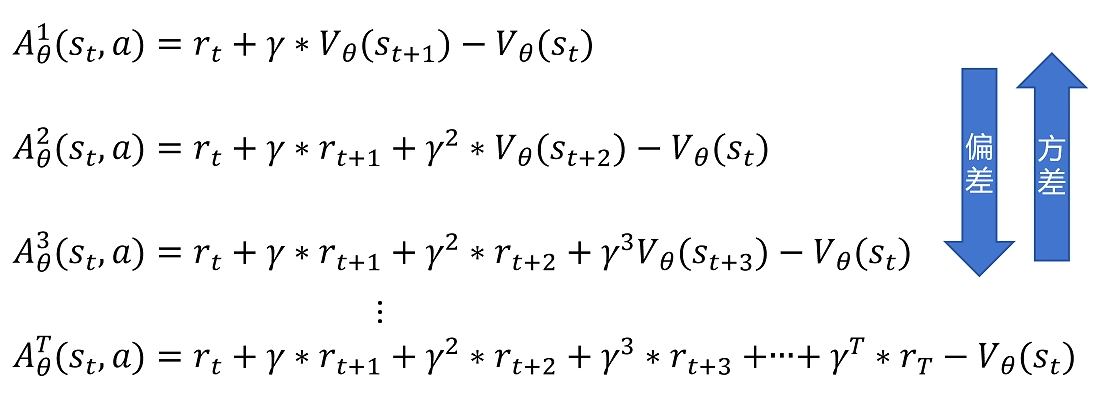 A_θ^1(s_t, a) = r_t + γ * V_θ(s_{t+1}) − V_θ(s_t)
A_θ^2(s_t, a) = r_t + γ * r_{t+1} + γ^2 * V_θ(s_{t+2}) − V_θ(s_t)
偏差
方差
A_θ^3(s_t, a) = r_t + γ * r_{t+1} + γ^2 * r_{t+2} + γ^3 V_θ(s_{t+3}) − V_θ(s_t)
⋮
A_θ^T(s_t, a) = r_t + γ * r_{t+1} + γ^2 * r_{t+2} + γ^3 * r_{t+3} + ⋯ + γ^T * r_T − V_θ(s_t)